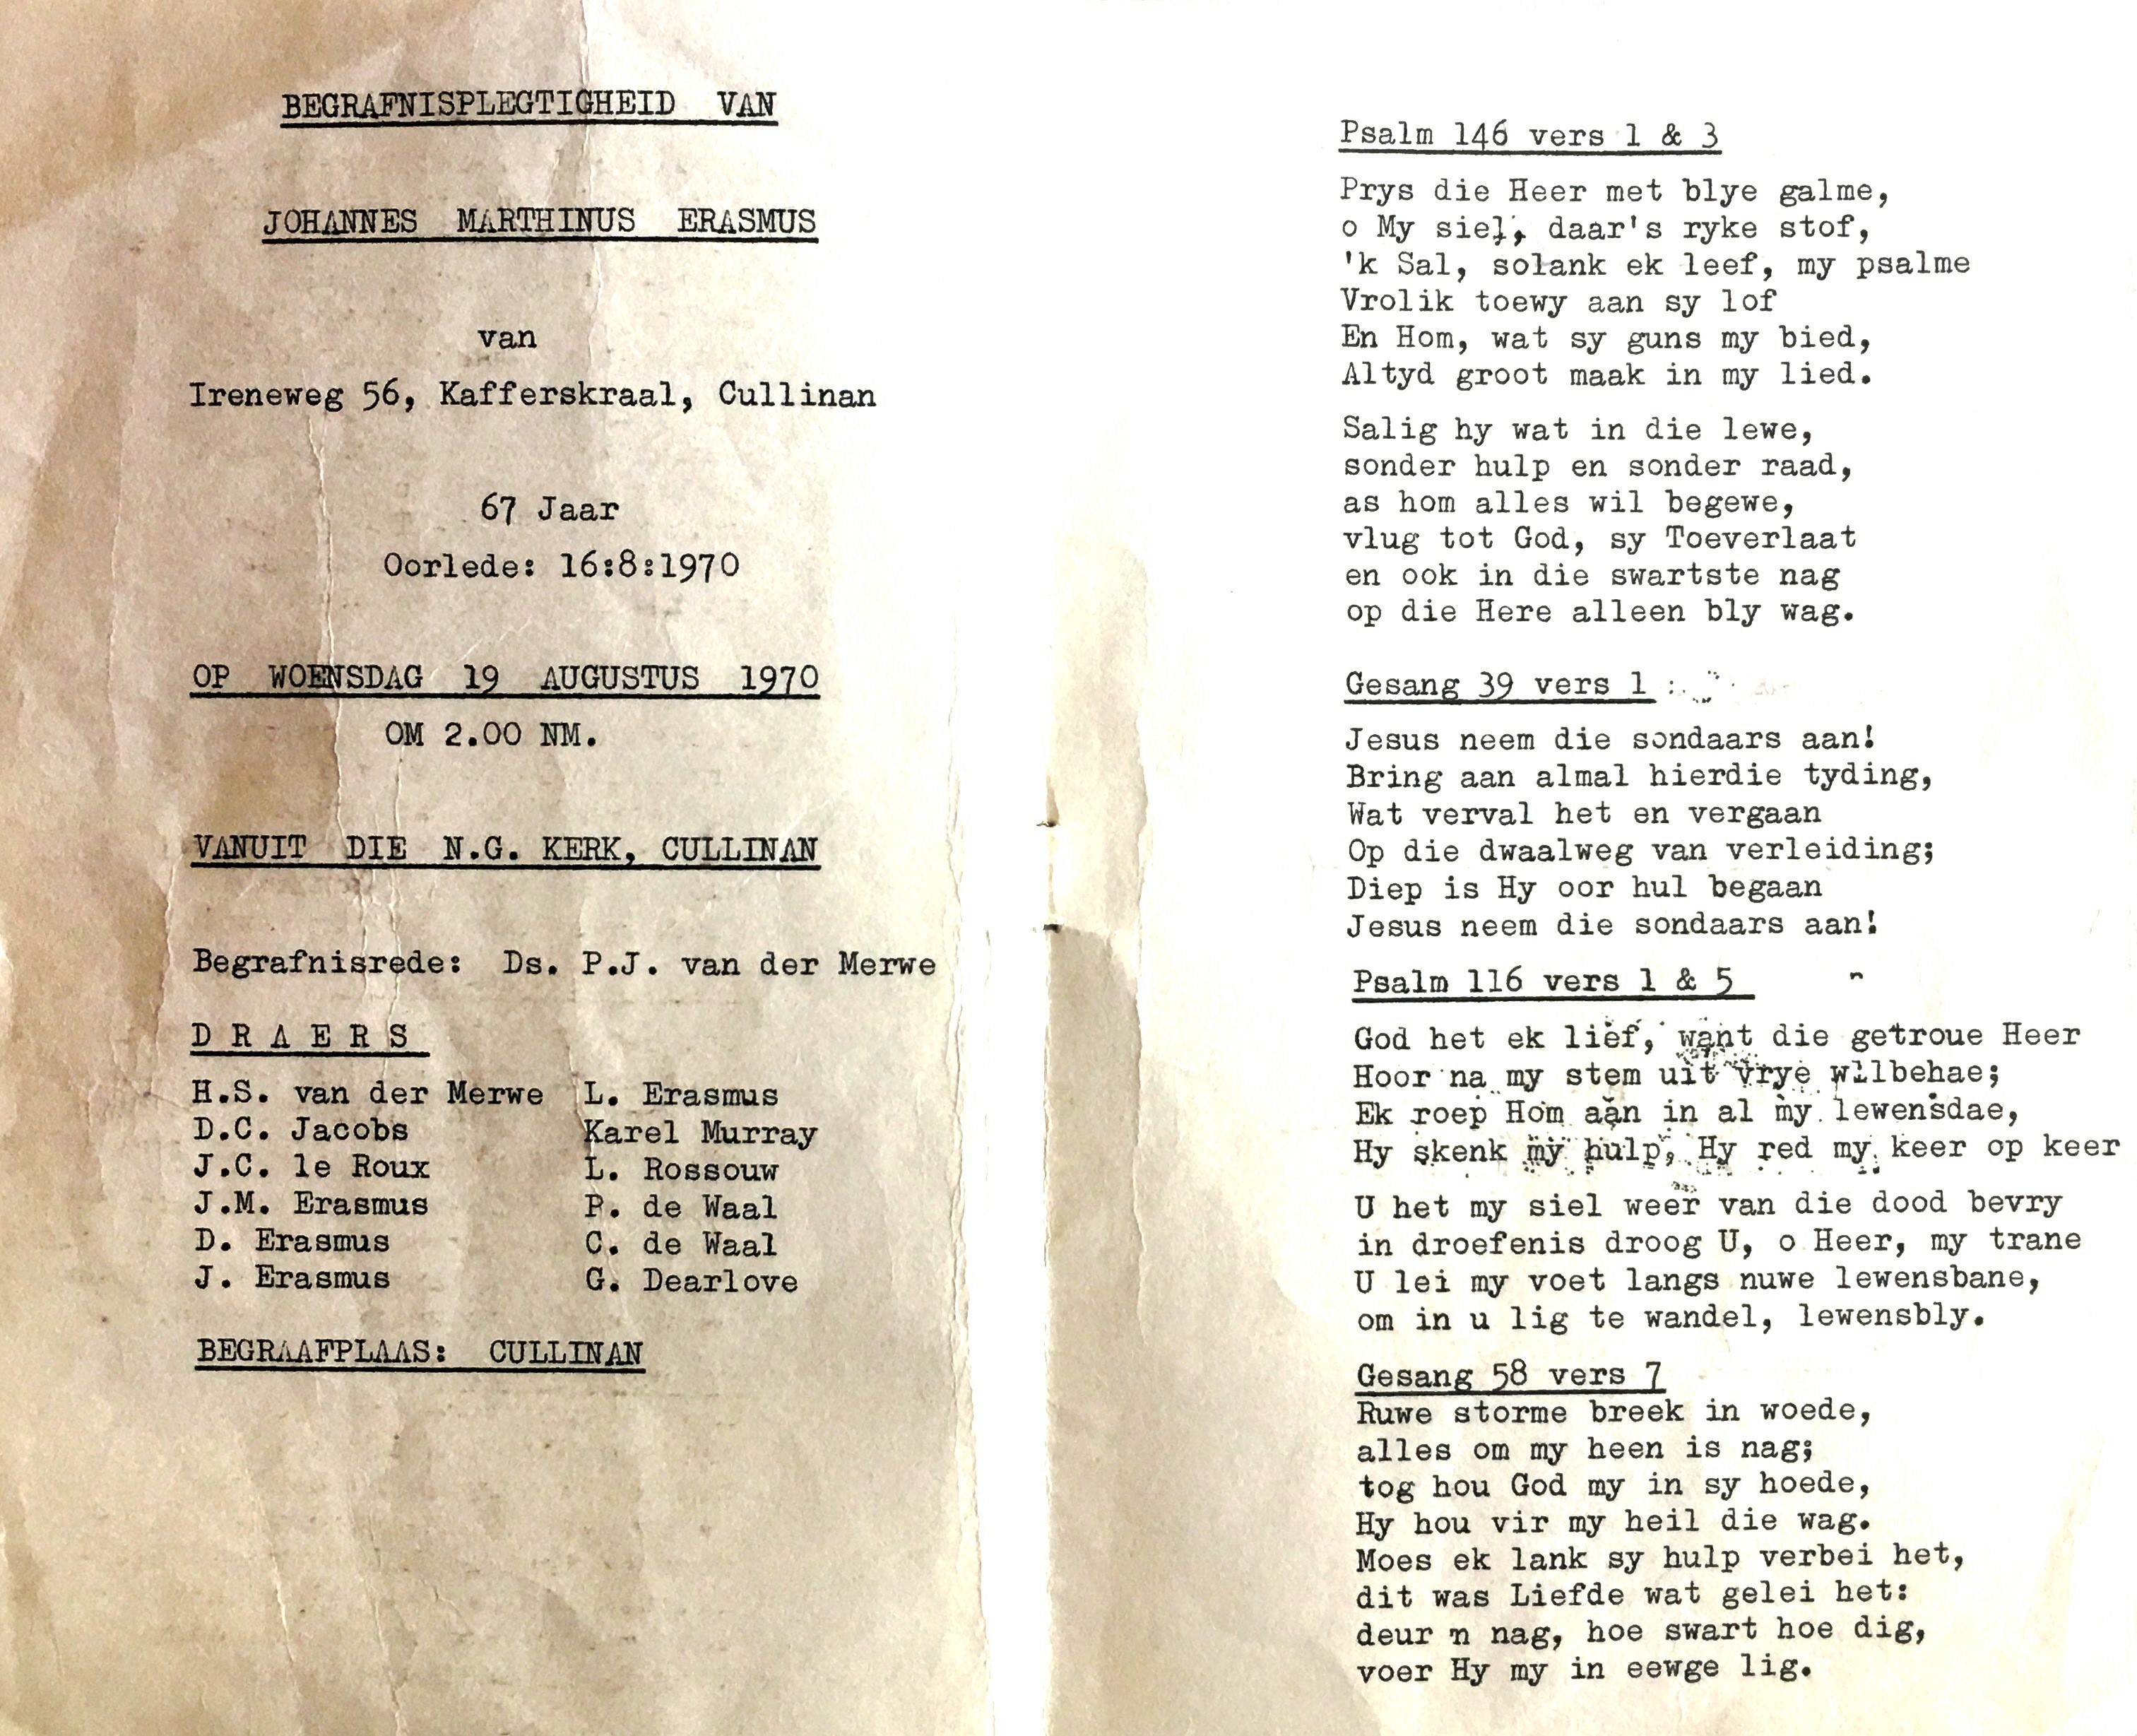 BEGRAFNISPLEGTIGHEID VAN
JOHANNES MARTHINUS ERASMUS
van
Ireneweg 56, Kafferskraal, Cullinan
67 Jaar
Oorlede: 16:8:1970
OP WOENSDAG 19 AUGUSTUS 1970
OM 2.00 NM.
VANUIT DIE N.G. KERK, CULLINAN
Begrafnisrede: Ds. P.J. van der Merwe
D R A E R S
H.S. van der Merwe L. Erasmus
D.C. Jacobs Karel Murray
J.C. le Roux L. Rossouw
J.M. Erasmus P. de Waal
D. Erasmus C. de Waal
J. Erasmus G. Dearlove
BEGRAAFPLAAS: CULLINAN
Psalm 146 vers 1 & 3
Prys die Heer met blye galme,
o My siel, daar's ryke stof,
'k Sal, solank ek leef, my psalme
Vrolik toewy aan sy lof
En Hom, wat sy guns my bied,
Altyd groot maak in my lied.
Salig hy wat in die lewe,
sonder hulp en sonder raad,
as hom alles wil begewe,
vlug tot God, sy Toeverlaat
en ook in die swartste nag
op die Here alleen bly wag.
Gesang 39 vers 1
Jesus neem die sondaars aan!
Bring aan almal hierdie tyding,
Wat verval het en vergaan
Op die dwaalweg van verleiding;
Diep is Hy oor hul begaan
Jesus neem die sondaars aan!
Psalm 116 vers 1 & 5
God het ek lief, want die getroue Heer
Hoor na my stem uit vrye wilbehae;
Ek roep Hom aan in al my lewensdae,
Hy skenk my hulp, Hy red my keer op keer
U het my siel weer van die dood bevry
in droefenis droog U, o Heer, my trane
U lei my voet langs nuwe lewensbane,
om in u lig te wandel, lewensbly.
Gesang 58 vers 7
Ruwe storme breek in woede,
alles om my heen is nag;
tog hou God my in sy hoede,
Hy hou vir my heil die wag.
Moes ek lank sy hulp verbei het,
dit was Liefde wat gelei het:
deur 'n nag, hoe swart hoe dig,
voer Hy my in eewge lig.